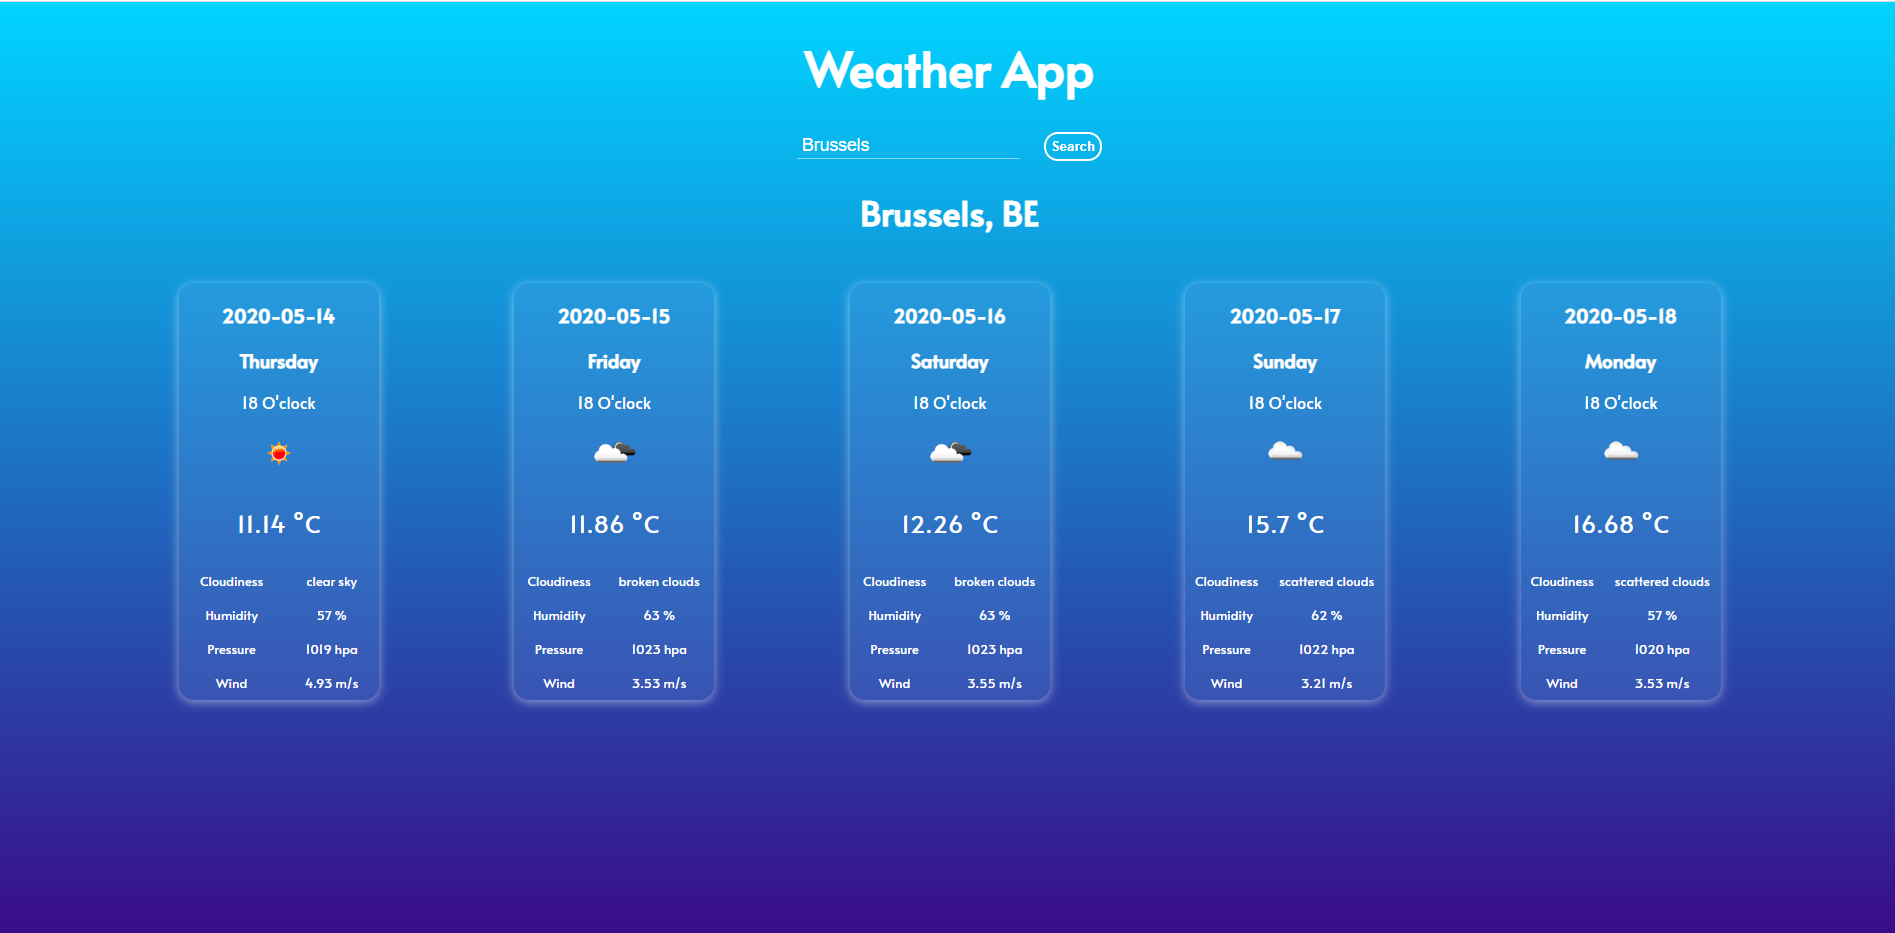 Weather App
Brussels
Search
Brussels, BE
2020-05-14
Thursday
18 O'clock
11.14 °C
Cloudiness clear sky
Humidity 57 %
Pressure 1019 hpa
Wind 4.93 m/s
2020-05-15
Friday
18 O'clock
11.86 °C
Cloudiness broken clouds
Humidity 63 %
Pressure 1023 hpa
Wind 3.53 m/s
2020-05-16
Saturday
18 O'clock
12.26 °C
Cloudiness broken clouds
Humidity 63 %
Pressure 1023 hpa
Wind 3.55 m/s
2020-05-17
Sunday
18 O'clock
15.7 °C
Cloudiness scattered clouds
Humidity 62 %
Pressure 1022 hpa
Wind 3.21 m/s
2020-05-18
Monday
18 O'clock
16.68 °C
Cloudiness scattered clouds
Humidity 57 %
Pressure 1020 hpa
Wind 3.53 m/s